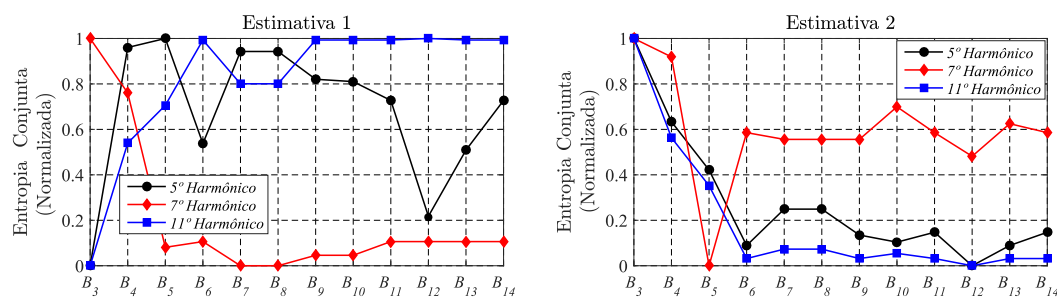 Estimativa 1
Entropia Conjunta
(Normalizada)
1
0.8
0.6
0.4
0.2
0
5º Harmônico
7º Harmônico
11º Harmônico
B3 B4 B5 B6 B7 B8 B9 B10 B11 B12 B13 B14
Estimativa 2
Entropia Conjunta
(Normalizada)
1
0.8
0.6
0.4
0.2
0
5º Harmônico
7º Harmônico
11º Harmônico
B3 B4 B5 B6 B7 B8 B9 B10 B11 B12 B13 B14